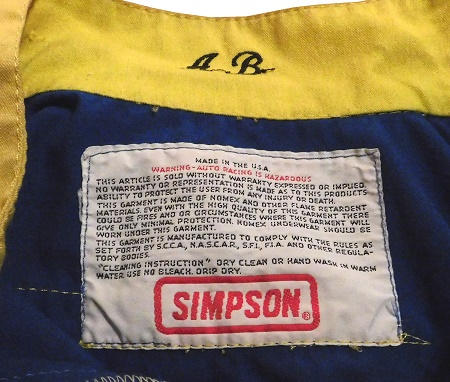 A.B.
MADE IN THE U.S.A.
WARNING-AUTO RACING IS HAZARDOUS
THIS ARTICLE IS SOLD WITHOUT WARRANTY EXPRESSED OR IMPLIED
NO WARRANTY OR REPRESENTATION IS MADE AS TO THIS PRODUCTS
ABILITY TO PROTECT THE USER FROM ANY INJURY OR DEATH.
THIS GARMENT IS MADE OF NOMEX AND OTHER FLAME RETARDENT
MATERIALS EVER WITH THE HIGH QUALITY OF THIS GARMENT THERE
COULD BE FIRES AND OR CIRCUMSTANCES WHERE THIS GARMENT WILL
GIVE ONLY MINIMAL PROTECTION. NOMEX UNDERWEAR SHOULD BE
WORN UNDER THIS GARMENT.
THIS GARMENT IS MANUFACTURED TO COMPLY WITH THE RULES AS
SET FORTH BY S.C.C.A., N.A.S.C.A.R., S.F.I., F.I.A. AND OTHER REGULA-
TORY BODIES.
"CLEANING INSTRUCTION" DRY CLEAN OR HAND WASH IN WARM
WATER USE NO BLEACH. DRIP DRY.
SIMPSON®